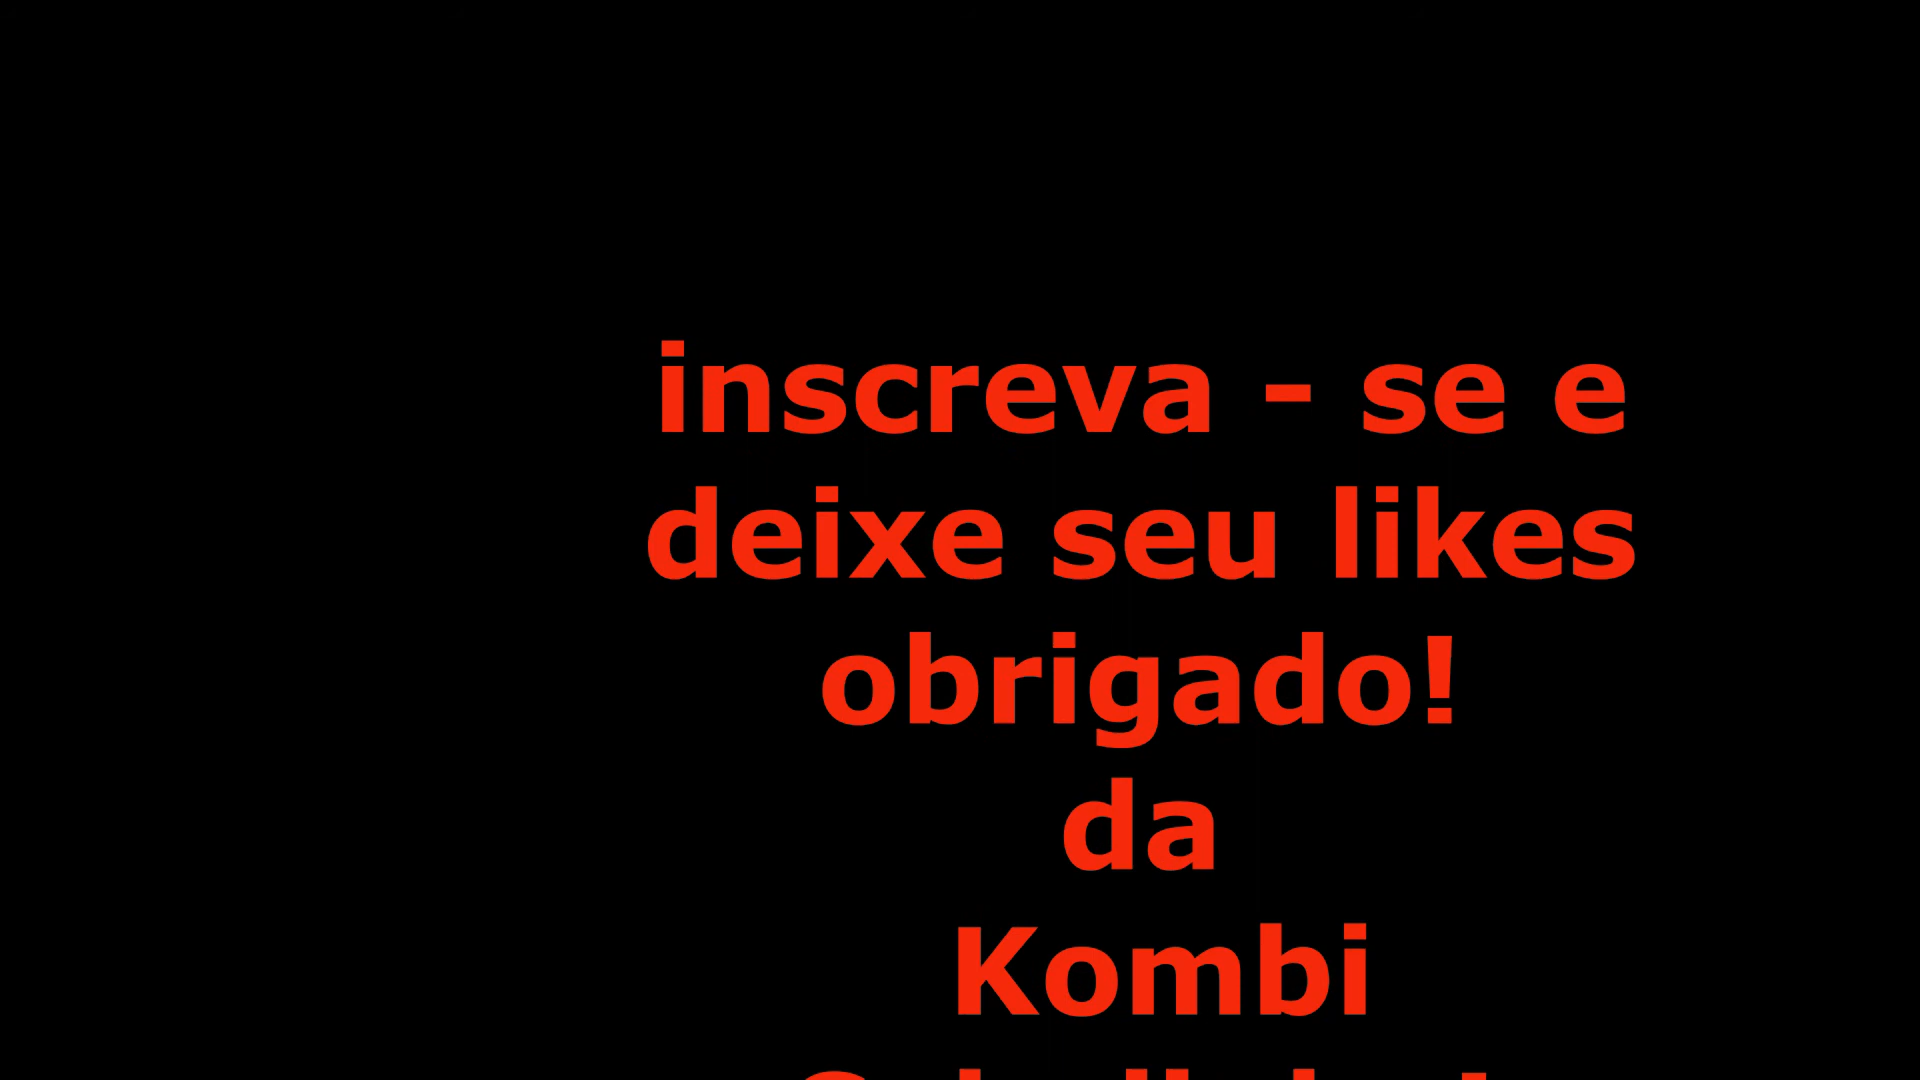 inscreva - se e
deixe seu likes
obrigado!
da
Kombi